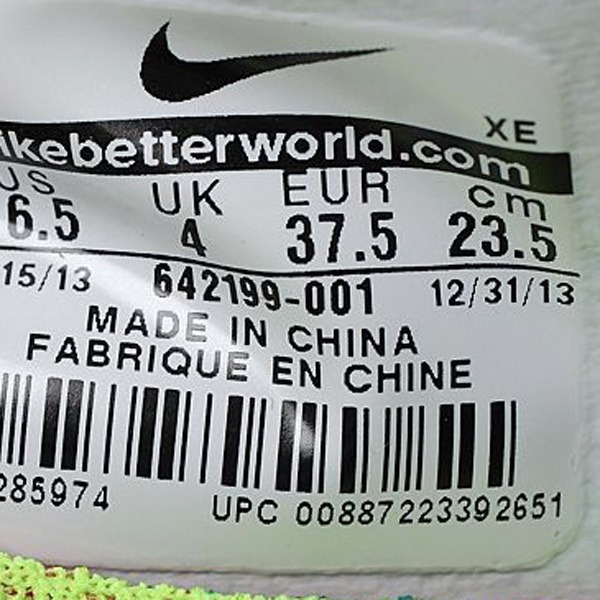 XE
ikebetterworld.com
US UK EUR cm
6.5 4 37.5 23.5
15/13 642199-001 12/31/13
MADE IN CHINA
FABRIQUE EN CHINE
285974 UPC 00887223392651